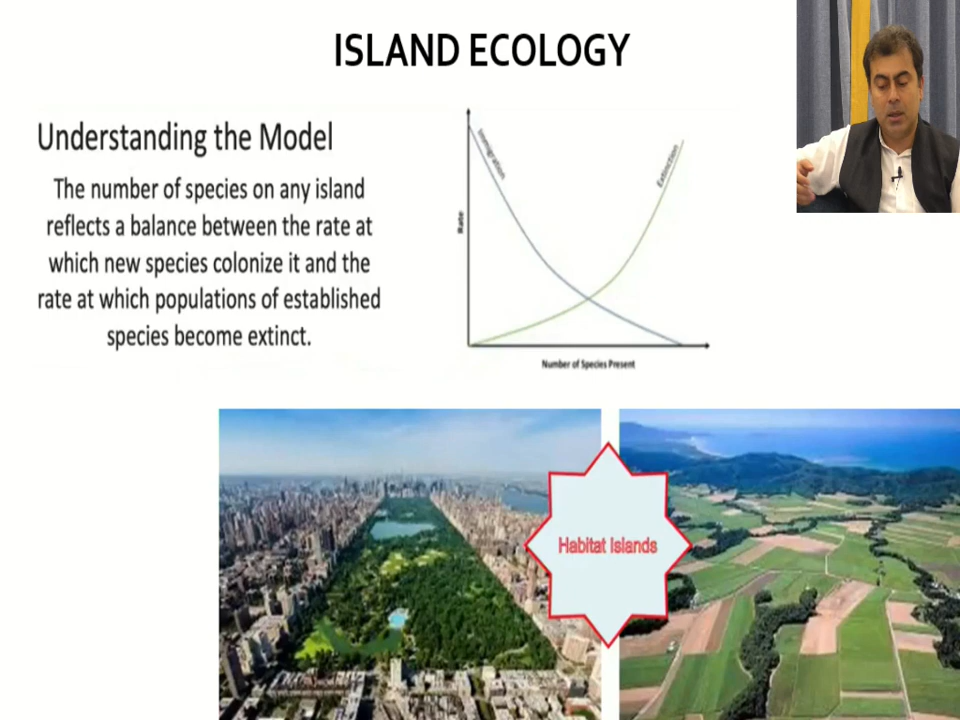 ISLAND ECOLOGY
Understanding the Model
The number of species on any island
reflects a balance between the rate at
which new species colonize it and the
rate at which populations of established
species become extinct.
Immigration
Extinction
Rate
Number of Species Present
Habitat Islands